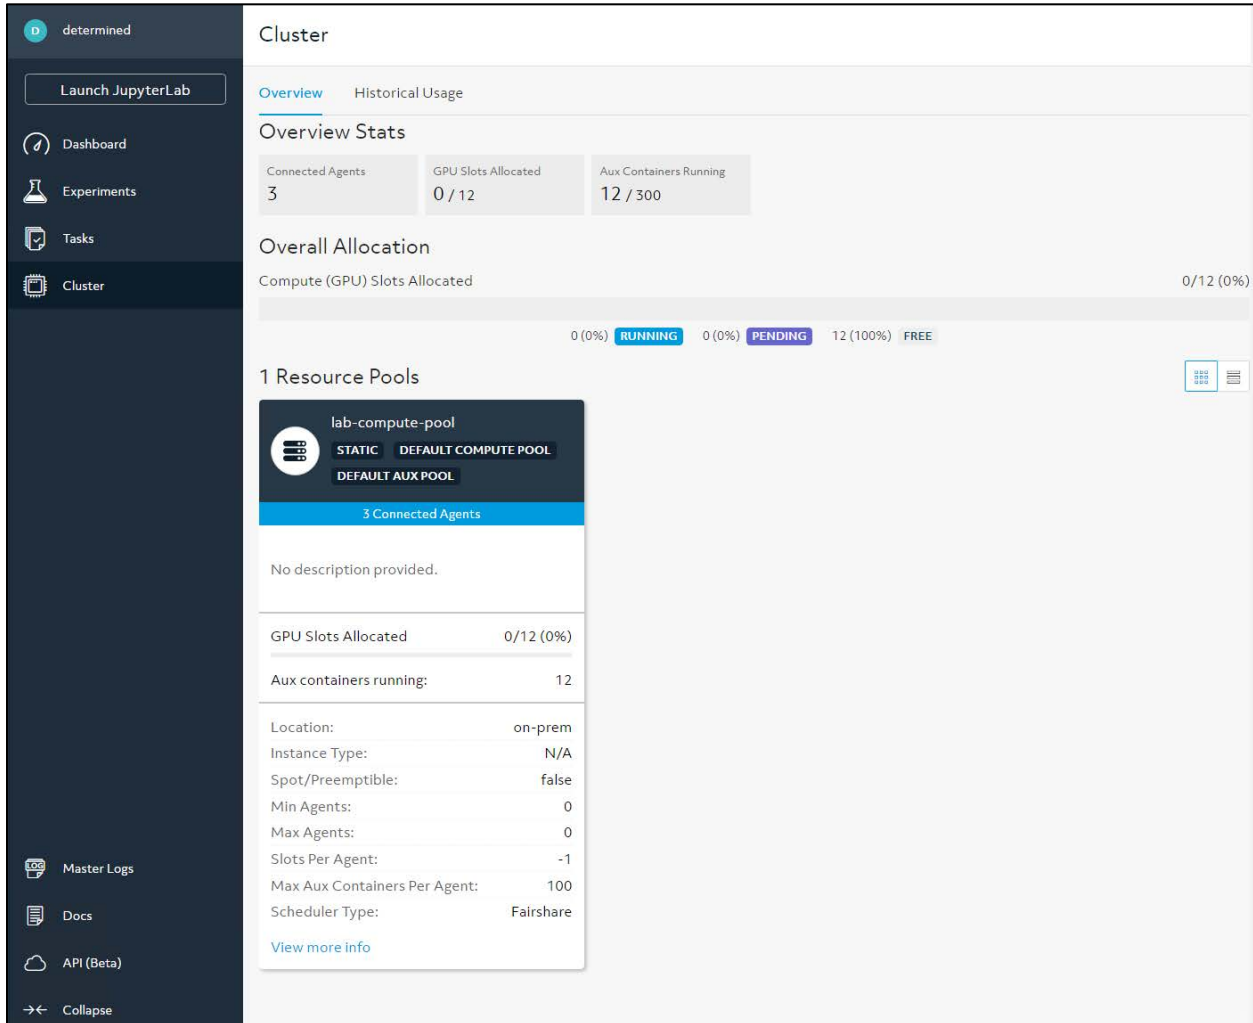 D determined
Launch JupyterLab
Dashboard
Experiments
Tasks
Cluster
LOG Master Logs
Docs
API (Beta)
Collapse
Cluster
Overview Historical Usage
Overview Stats
Connected Agents GPU Slots Allocated Aux Containers Running
3 0 / 12 12 / 300
Overall Allocation
Compute (GPU) Slots Allocated 0/12 (0%)
0 (0%) RUNNING 0 (0%) PENDING 12 (100%) FREE
1 Resource Pools
lab-compute-pool
STATIC DEFAULT COMPUTE POOL
DEFAULT AUX POOL
3 Connected Agents
No description provided.
GPU Slots Allocated 0/12 (0%)
Aux containers running: 12
Location: on-prem
Instance Type: N/A
Spot/Preemptible: false
Min Agents: 0
Max Agents: 0
Slots Per Agent: -1
Max Aux Containers Per Agent: 100
Scheduler Type: Fairshare
View more info